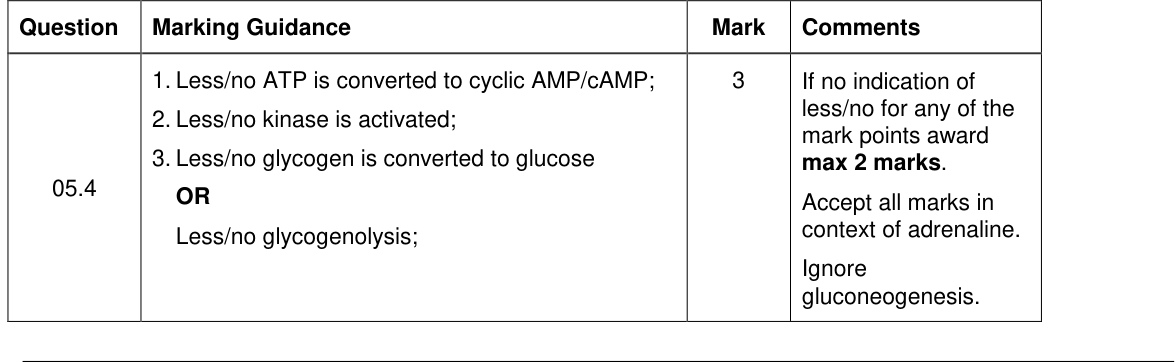 Question Marking Guidance Mark Comments
05.4
1. Less/no ATP is converted to cyclic AMP/cAMP;
2. Less/no kinase is activated;
3. Less/no glycogen is converted to glucose
OR
Less/no glycogenolysis;
3
If no indication of
less/no for any of the
mark points award
max 2 marks.
Accept all marks in
context of adrenaline.
Ignore
gluconeogenesis.